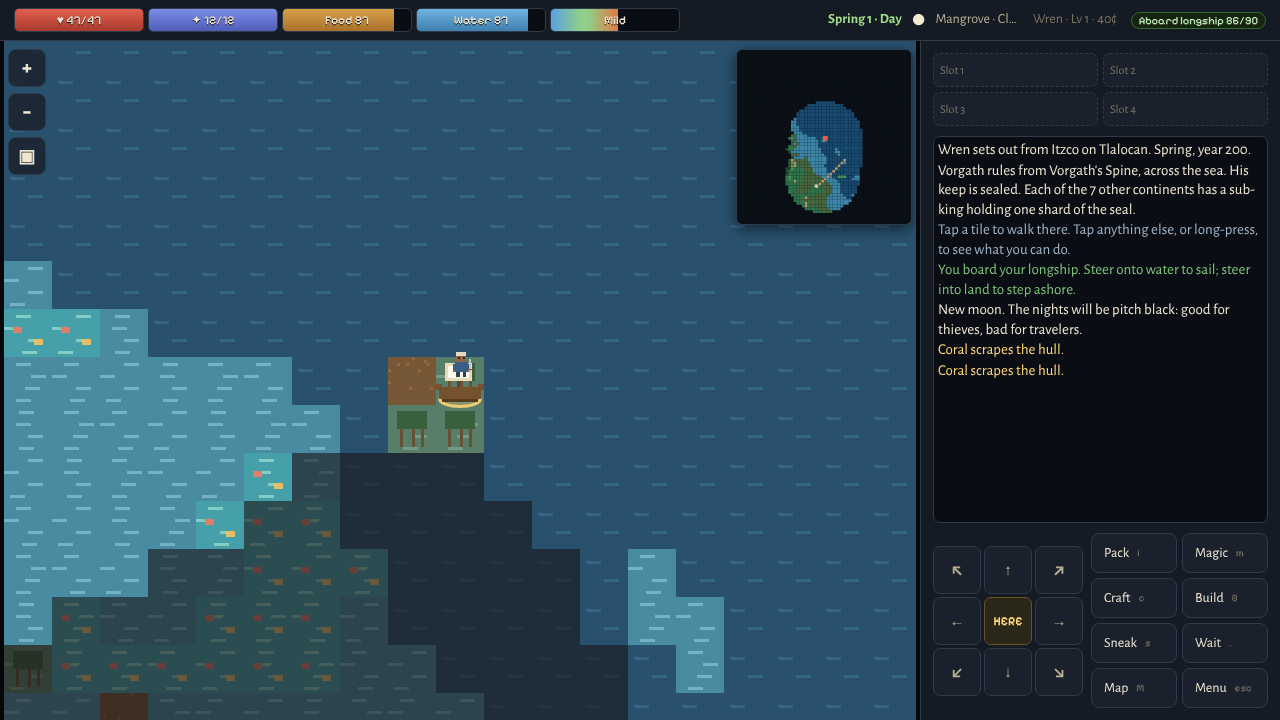 ♥ 47/47
✦ 12/12
Food 87
Water 87
Mild
Spring 1 · Day
Mangrove · Cl…
Wren · Lv 1 · 40¢
Aboard longship 86/90
+
-
Slot 1
Slot 2
Slot 3
Slot 4
Wren sets out from Itzco on Tlalocan. Spring, year 200.
Vorgath rules from Vorgath's Spine, across the sea. His
keep is sealed. Each of the 7 other continents has a sub-
king holding one shard of the seal.
Tap a tile to walk there. Tap anything else, or long-press,
to see what you can do.
You board your longship. Steer onto water to sail; steer
into land to step ashore.
New moon. The nights will be pitch black: good for
thieves, bad for travelers.
Coral scrapes the hull.
Coral scrapes the hull.
Pack i
Magic m
Craft c
Build B
HERE
Sneak s
Wait .
m
Menu esc